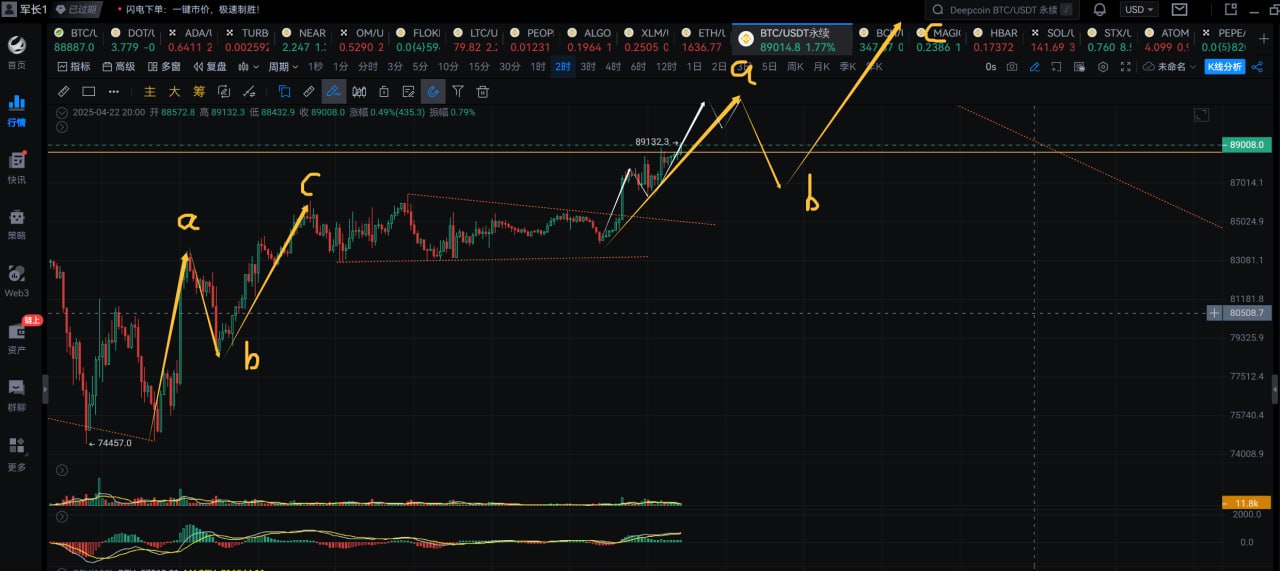 军长1 已过期 • 闪电下单：一键市价，极速制胜！ Deepcoin BTC/USDT 永续 / USD
BTC/U DOT/U ADA/U TURB NEAR OM/U FLOKI LTC/U PEOP ALGO XLM/U ETH/U BTC/USDT永续 BCH/U MAGI HBAR SOL/U STX/U ATOM PEP
88887.0 3.779 -0 0.6411 2 0.002592 2.247 1. 0.5290 2 0.0(4)59 79.82 2. 0.01231 0.1964 1 0.2505 0 1636.77 89014.8 1.77% 0.2386 1 0.17372 141.69 3 0.760 8.5 4.099 0.9 0.0(5)820
首页
指标 高级 多窗 复盘 周期 1秒 分时 1分 3分 5分 10分 15分 30分 1时 2时 3时 4时 6时 12时 1日 2日 3日 5日 周K 月K 季K 年K 0s 未命名 K线分析
主 大 筹
行情
2025-04-22 20:00 开 88572.8 高 89132.3 低 88432.9 收 89008.0 涨幅 0.49%(435.3) 振幅 0.79%
a
c
89132.3
89008.0
快讯
c
87014.1
b
a
85024.9
策略
83081.1
Web3
81181.8
80508.7
链上
79325.9
资产
b
77512.4
群聊
75740.4
74457.0
74008.9
更多
11.8k
2000.0
0.0